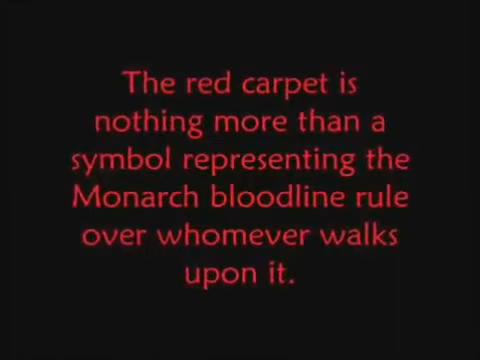 The red carpet is
nothing more than a
symbol representing the
Monarch bloodline rule
over whomever walks
upon it.